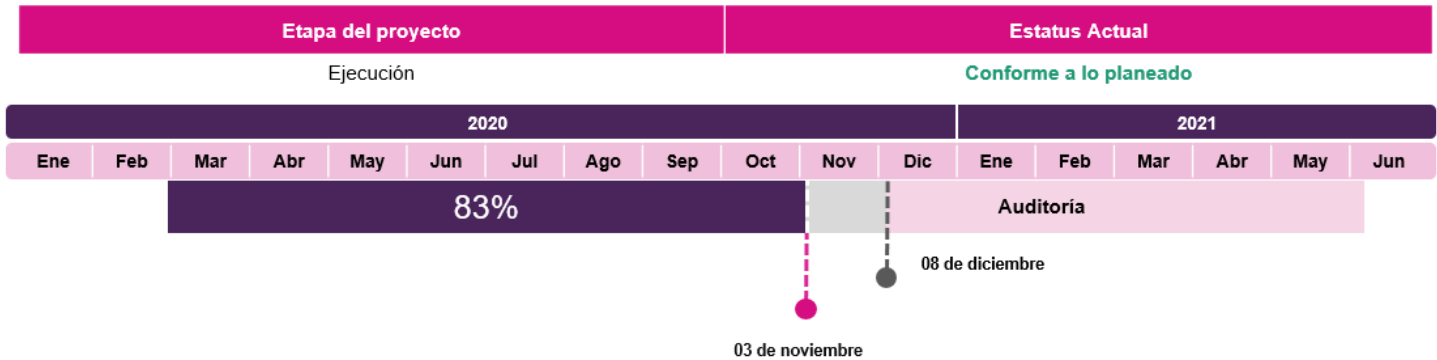 Etapa del proyecto Estatus Actual
Ejecución Conforme a lo planeado
2020 2021
Ene Feb Mar Abr May Jun Jul Ago Sep Oct Nov Dic Ene Feb Mar Abr May Jun
83% Auditoría
08 de diciembre
03 de noviembre